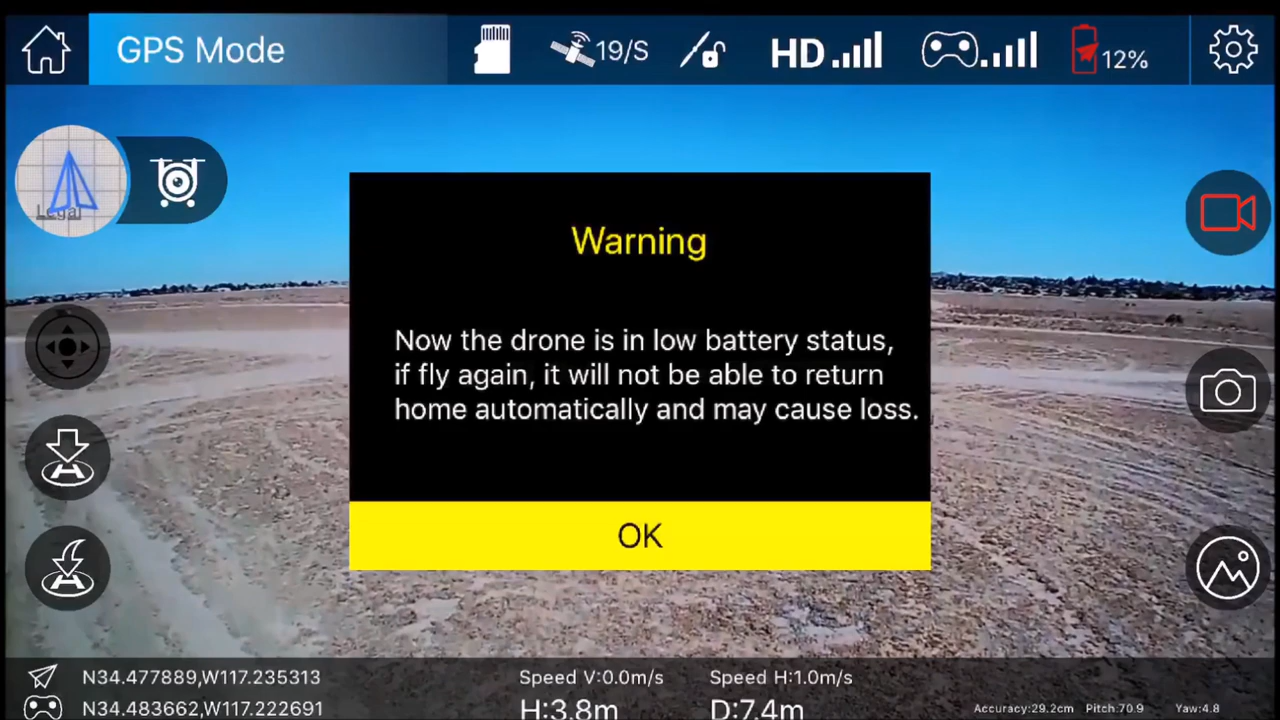 GPS Mode
19/S
HD
12%
Legal
Warning
Now the drone is in low battery status,
if fly again, it will not be able to return
home automatically and may cause loss.
OK
N34.477889,W117.235313
Speed V:0.0m/s
Speed H:1.0m/s
N34.483662,W117.222691
H:3.8m
D:7.4m
Accuracy:29.2cm
Pitch:70.9
Yaw:4.8